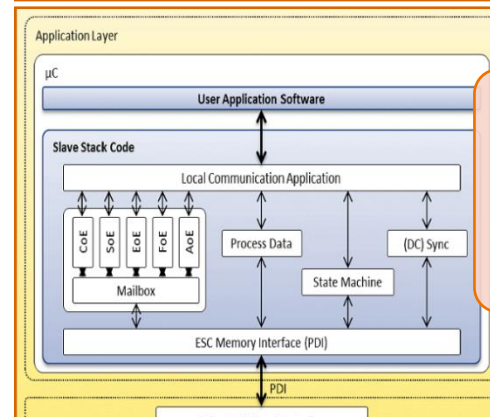 Application Layer
µC
User Application Software
Slave Stack Code
Local Communication Application
CoE
SoE
EoE
FoE
AoE
Process Data
(DC) Sync
Mailbox
State Machine
ESC Memory Interface (PDI)
PDI